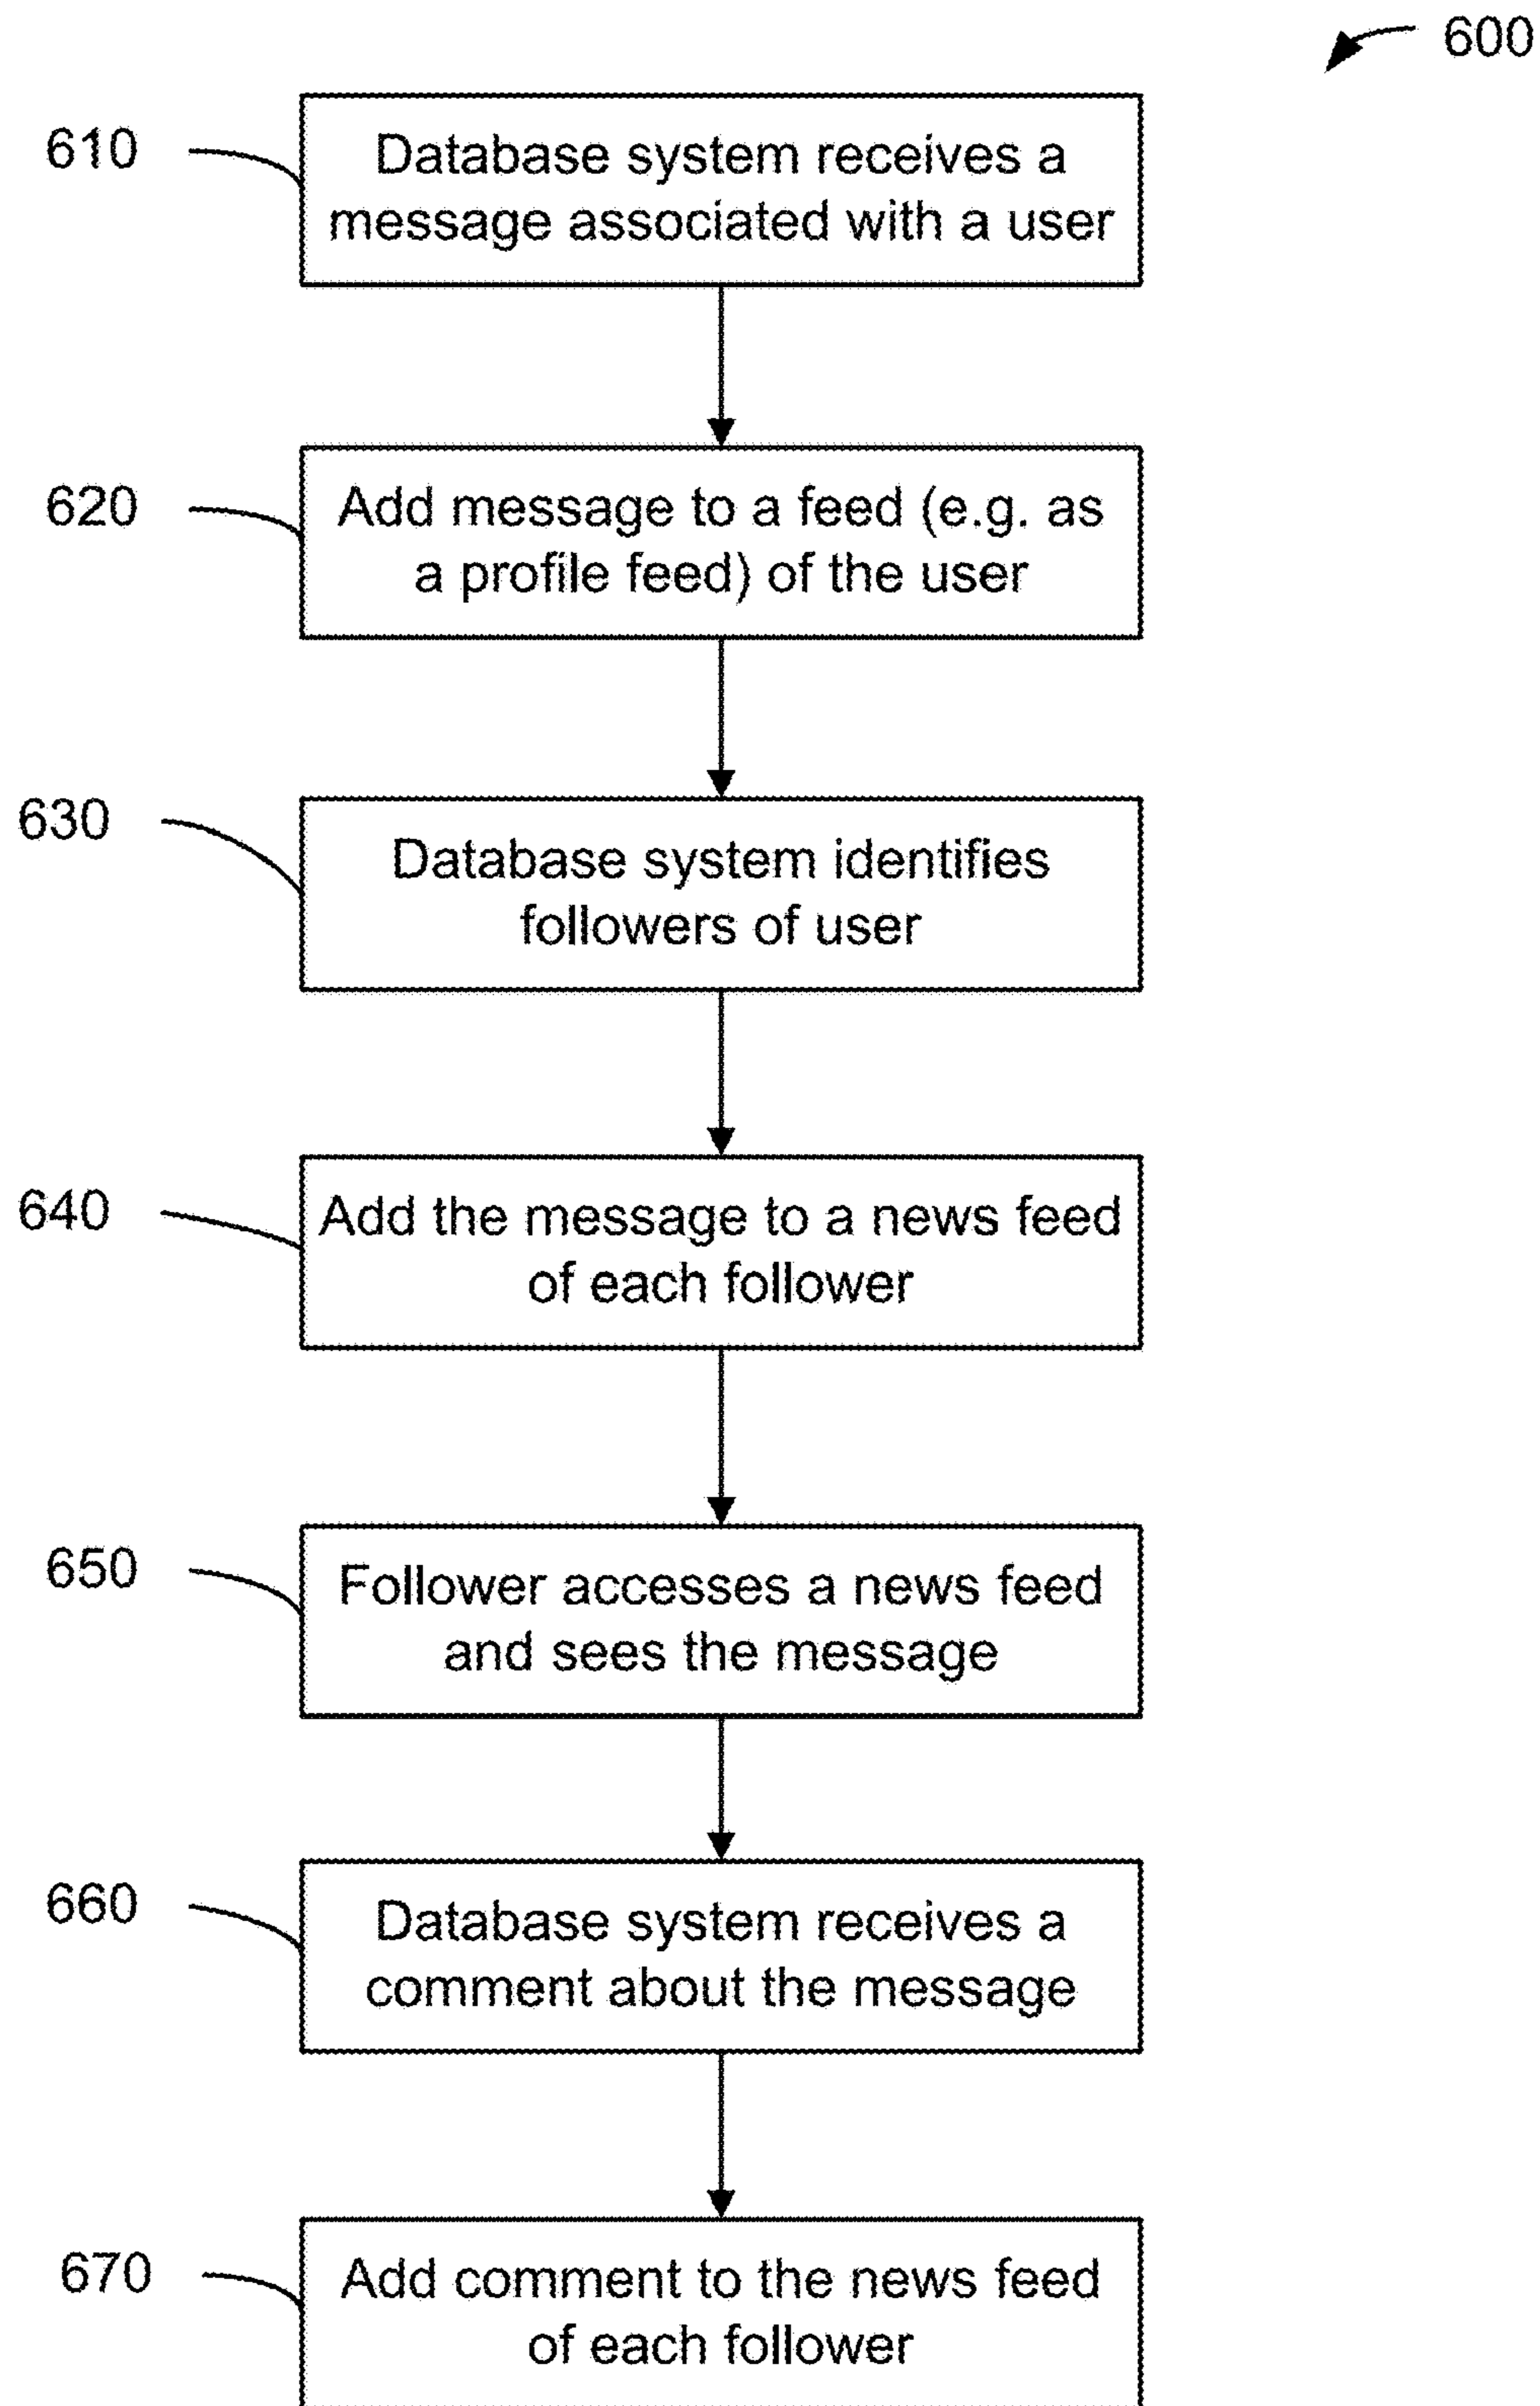 600
610
Database system receives a
message associated with a user
620
Add message to a feed (e.g. as
a profile feed) of the user
630
Database system identifies
followers of user
640
Add the message to a news feed
of each follower
650
Follower accesses a news feed
and sees the message
660
Database system receives a
comment about the message
670
Add comment to the news feed
of each follower